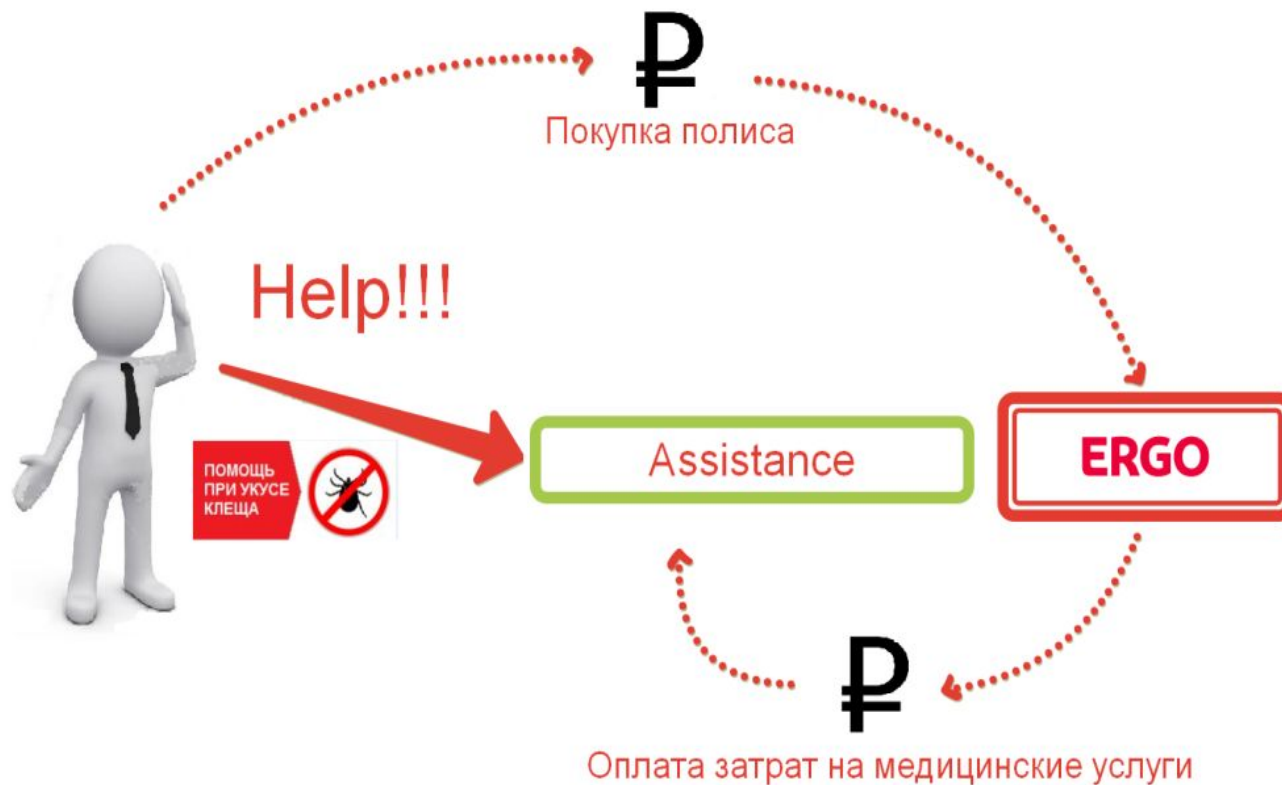 ₽
Покупка полиса
Help!!!
Assistance
ERGO
ПОМОЩЬ
ПРИ УКУСЕ
КЛЕЩА
₽
Оплата затрат на медицинские услуги